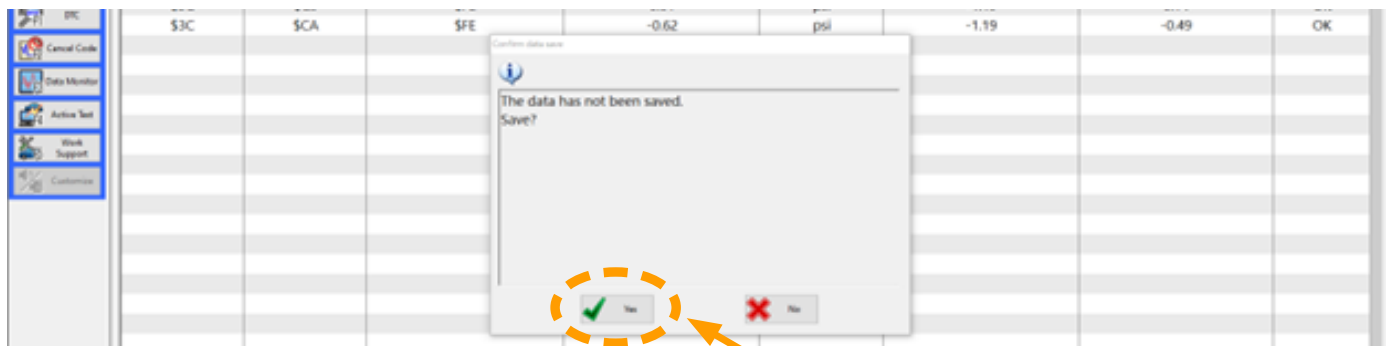 DTC
$3C $CA $FE -0.62 psi -1.19 -0.49 OK
Cancel Code
Confirm data save
Data Monitor
The data has not been saved.
Active Test
Save?
Work
Support
Customize
Yes No